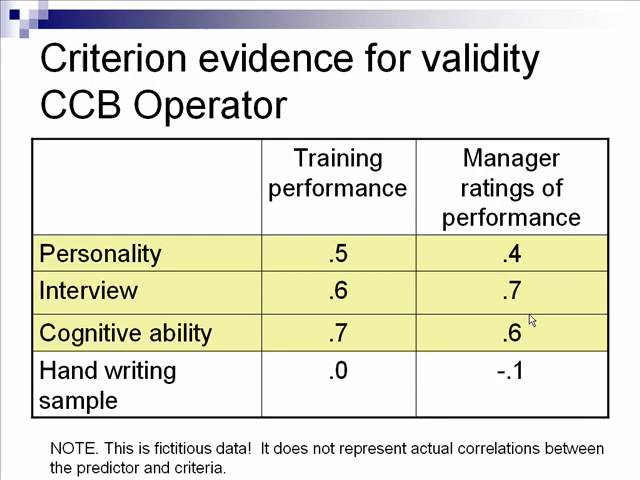 Criterion evidence for validity
CCB Operator
Training performance | Manager ratings of performance
Personality | .5 | .4
Interview | .6 | .7
Cognitive ability | .7 | .6
Hand writing sample | .0 | -.1
NOTE. This is fictitious data! It does not represent actual correlations between
the predictor and criteria.